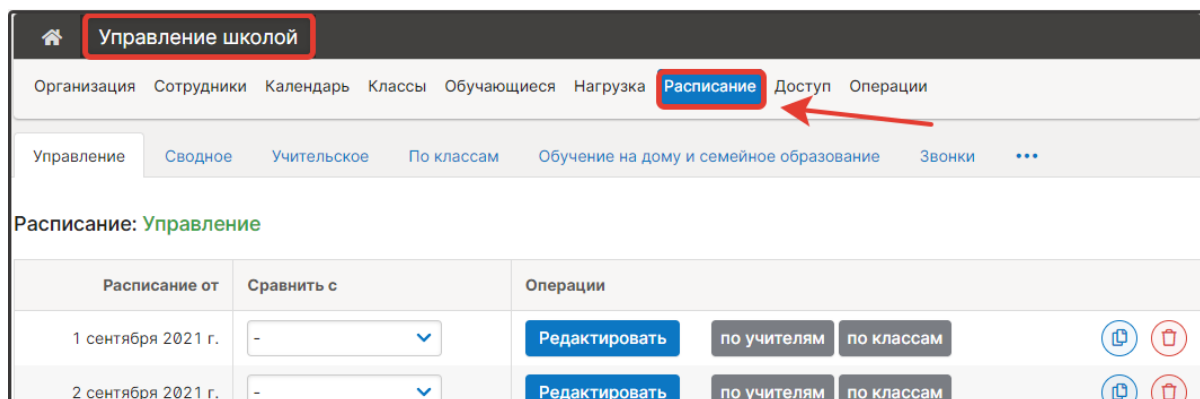 Управление школой
Организация Сотрудники Календарь Классы Обучающиеся Нагрузка Расписание Доступ Операции
Управление Сводное Учительское По классам Обучение на дому и семейное образование Звонки •••
Расписание: Управление
Расписание от Сравнить с Операции
1 сентября 2021 г. - Редактировать по учителям по классам
2 сентября 2021 г. - Редактировать по учителям по классам